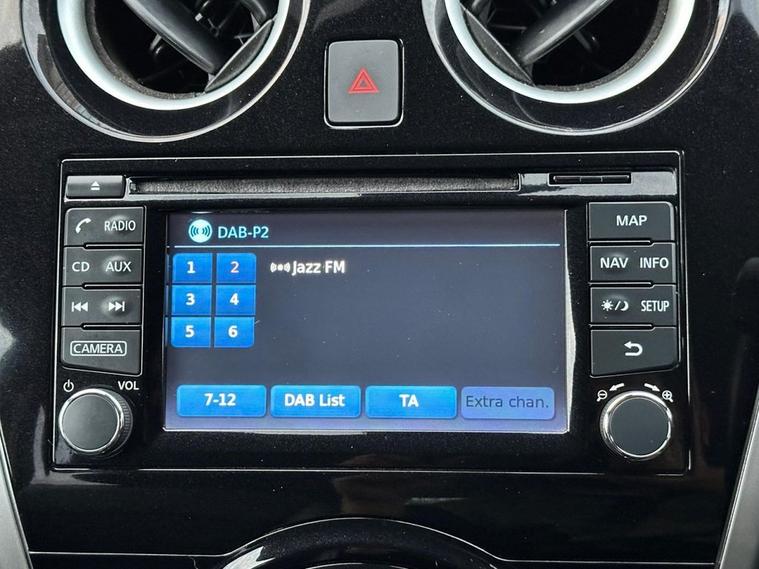 RADIO
CD AUX
CAMERA
VOL
DAB-P2
1 2
Jazz FM
3 4
5 6
7-12 DAB List TA Extra chan.
MAP
NAV INFO
SETUP